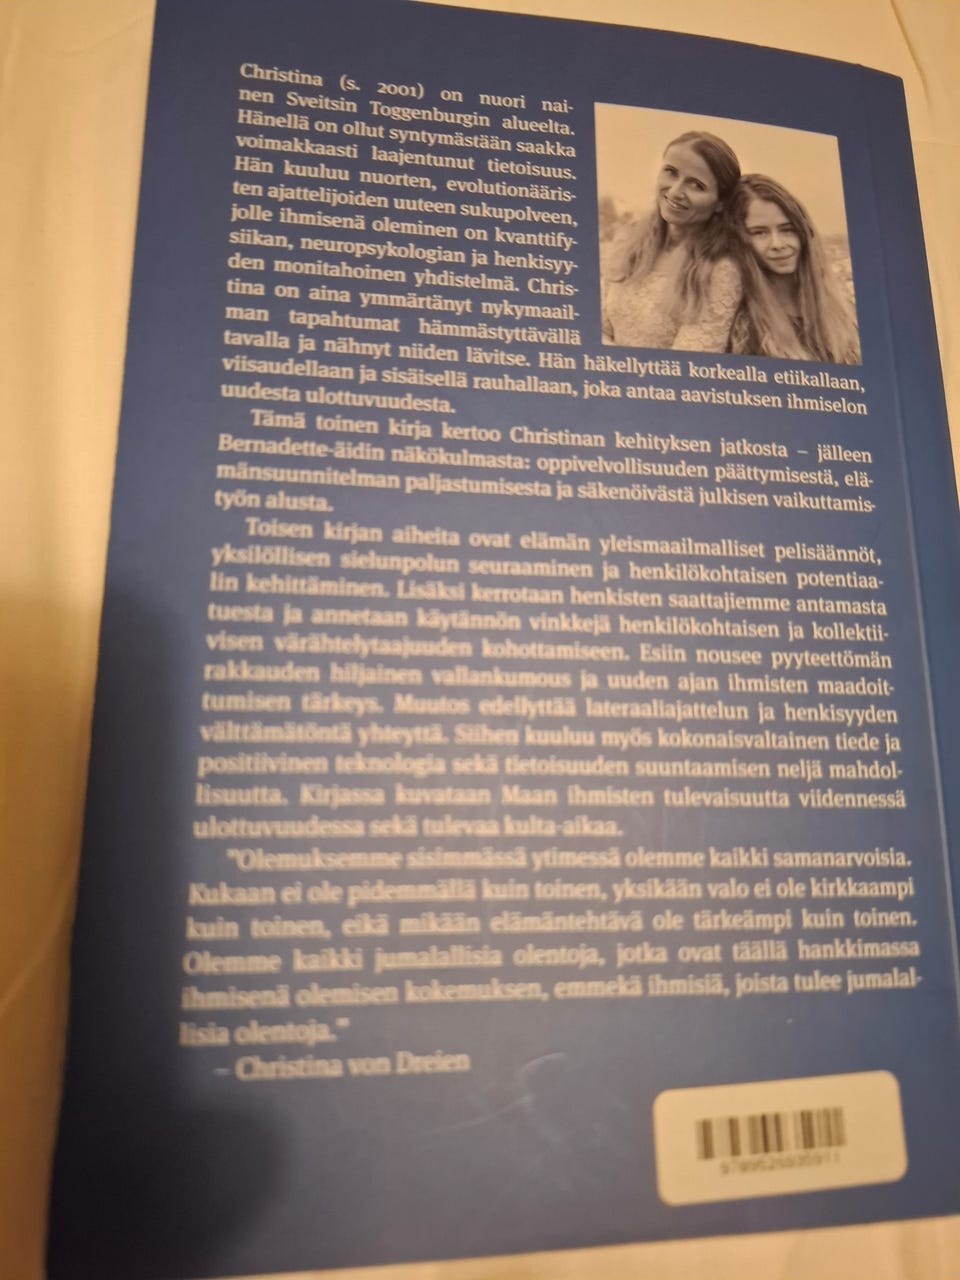 Christina (s. 2001) on nuori nai-
nen Sveitsin Toggenburgin alueelta.
Hänellä on ollut syntymästään saakka
voimakkaasti laajentunut tietoisuus.
Hän kuuluu nuorten, evolutionääris-
ten ajattelijoiden uuteen sukupolveen,
jolle ihmisenä oleminen on kvanttify-
siikan, neuropsykologian ja henkisyy-
den monitahoinen yhdistelmä. Chris-
tina on aina ymmärtänyt nykymaail-
man tapahtumat hämmästyttävällä
tavalla ja nähnyt niiden lävitse. Hän häkellyttää korkealla etiikallaan,
viisaudellaan ja sisäisellä rauhallaan, joka antaa aavistuksen ihmiselon
uudesta ulottuvuudesta.
Tämä toinen kirja kertoo Christinan kehityksen jatkosta – jälleen
Bernadette-äidin näkökulmasta: oppivelvollisuuden päättymisestä, elä-
mänsuunnitelman paljastumisesta ja säkenöivästä julkisen vaikuttamis-
työn alusta.
Toisen kirjan aiheita ovat elämän yleismaailmalliset pelisäännöt,
yksilöllisen sielunpolun seuraaminen ja henkilökohtaisen potentiaa-
lin kehittäminen. Lisäksi kerrotaan henkisten saattajiemme antamasta
tuesta ja annetaan käytännön vinkkejä henkilökohtaisen ja kollektii-
visen värähtelytaajuuden kohottamiseen. Esiin nousee pyyteettömän
rakkauden hiljainen vallankumous ja uuden ajan ihmisten maadoit-
tumisen tärkeys. Muutos edellyttää lateraaliajattelun ja henkisyyden
välttämätöntä yhteyttä. Siihen kuuluu myös kokonaisvaltainen tiede ja
positiivinen teknologia sekä tietoisuuden suuntaamisen neljä mahdol-
lisuutta. Kirjassa kuvataan Maan ihmisten tulevaisuutta viidennessä
ulottuvuudessa sekä tulevaa kulta-aikaa.
"Olemuksemme sisimmässä ytimessä olemme kaikki samanarvoisia.
Kukaan ei ole pidemmällä kuin toinen, yksikään valo ei ole kirkkaampi
kuin toinen, eikä mikään elämäntehtävä ole tärkeämpi kuin toinen.
Olemme kaikki jumalallisia olentoja, jotka ovat täällä hankkimassa
ihmisenä olemisen kokemuksen, emmekä ihmisiä, joista tulee jumalal-
lisia olentoja."
– Christina von Dreien